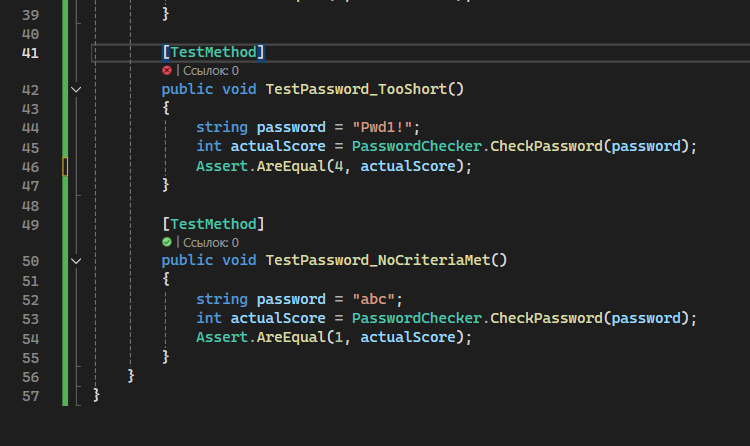 39 }
40
41 [TestMethod]
| Ссылок: 0
42 public void TestPassword_TooShort()
43 {
44 string password = "Pwd1!";
45 int actualScore = PasswordChecker.CheckPassword(password);
46 Assert.AreEqual(4, actualScore);
47 }
48
49 [TestMethod]
| Ссылок: 0
50 public void TestPassword_NoCriteriaMet()
51 {
52 string password = "abc";
53 int actualScore = PasswordChecker.CheckPassword(password);
54 Assert.AreEqual(1, actualScore);
55 }
56 }
57 }